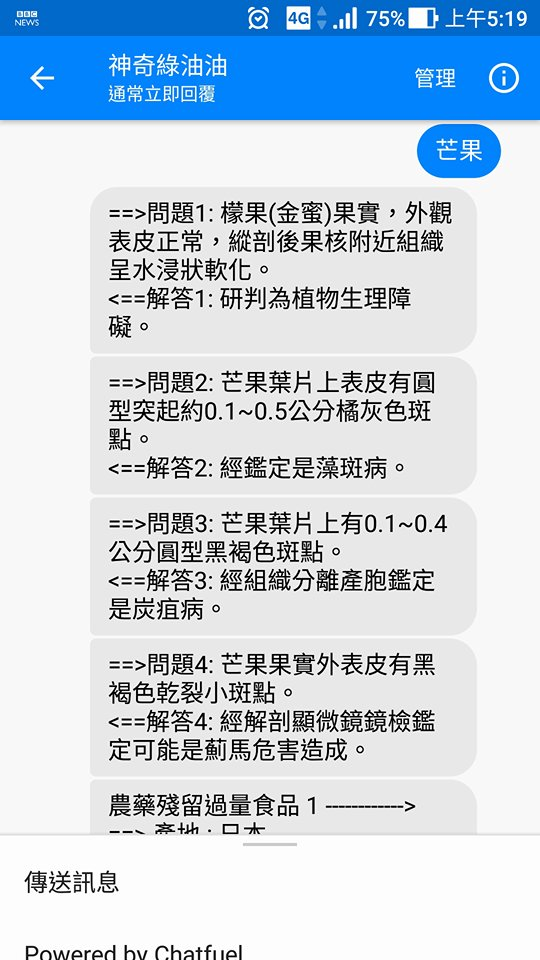 BBC
NEWS
4G
75%
上午5:19
神奇綠油油
通常立即回覆
管理
芒果
==>問題1: 檬果(金蜜)果實，外觀
表皮正常，縱剖後果核附近組織
呈水浸狀軟化。
<==解答1: 研判為植物生理障
礙。
==>問題2: 芒果葉片上表皮有圓
型突起約0.1~0.5公分橘灰色斑
點。
<==解答2: 經鑑定是藻斑病。
==>問題3: 芒果葉片上有0.1~0.4
公分圓型黑褐色斑點。
<==解答3: 經組織分離產胞鑑定
是炭疽病。
==>問題4: 芒果果實外表皮有黑
褐色乾裂小斑點。
<==解答4: 經解剖顯微鏡鏡檢鑑
定可能是薊馬危害造成。
農藥殘留過量食品 1 ------------>
==> 產地 : 日本
傳送訊息
Powered by Chatfuel